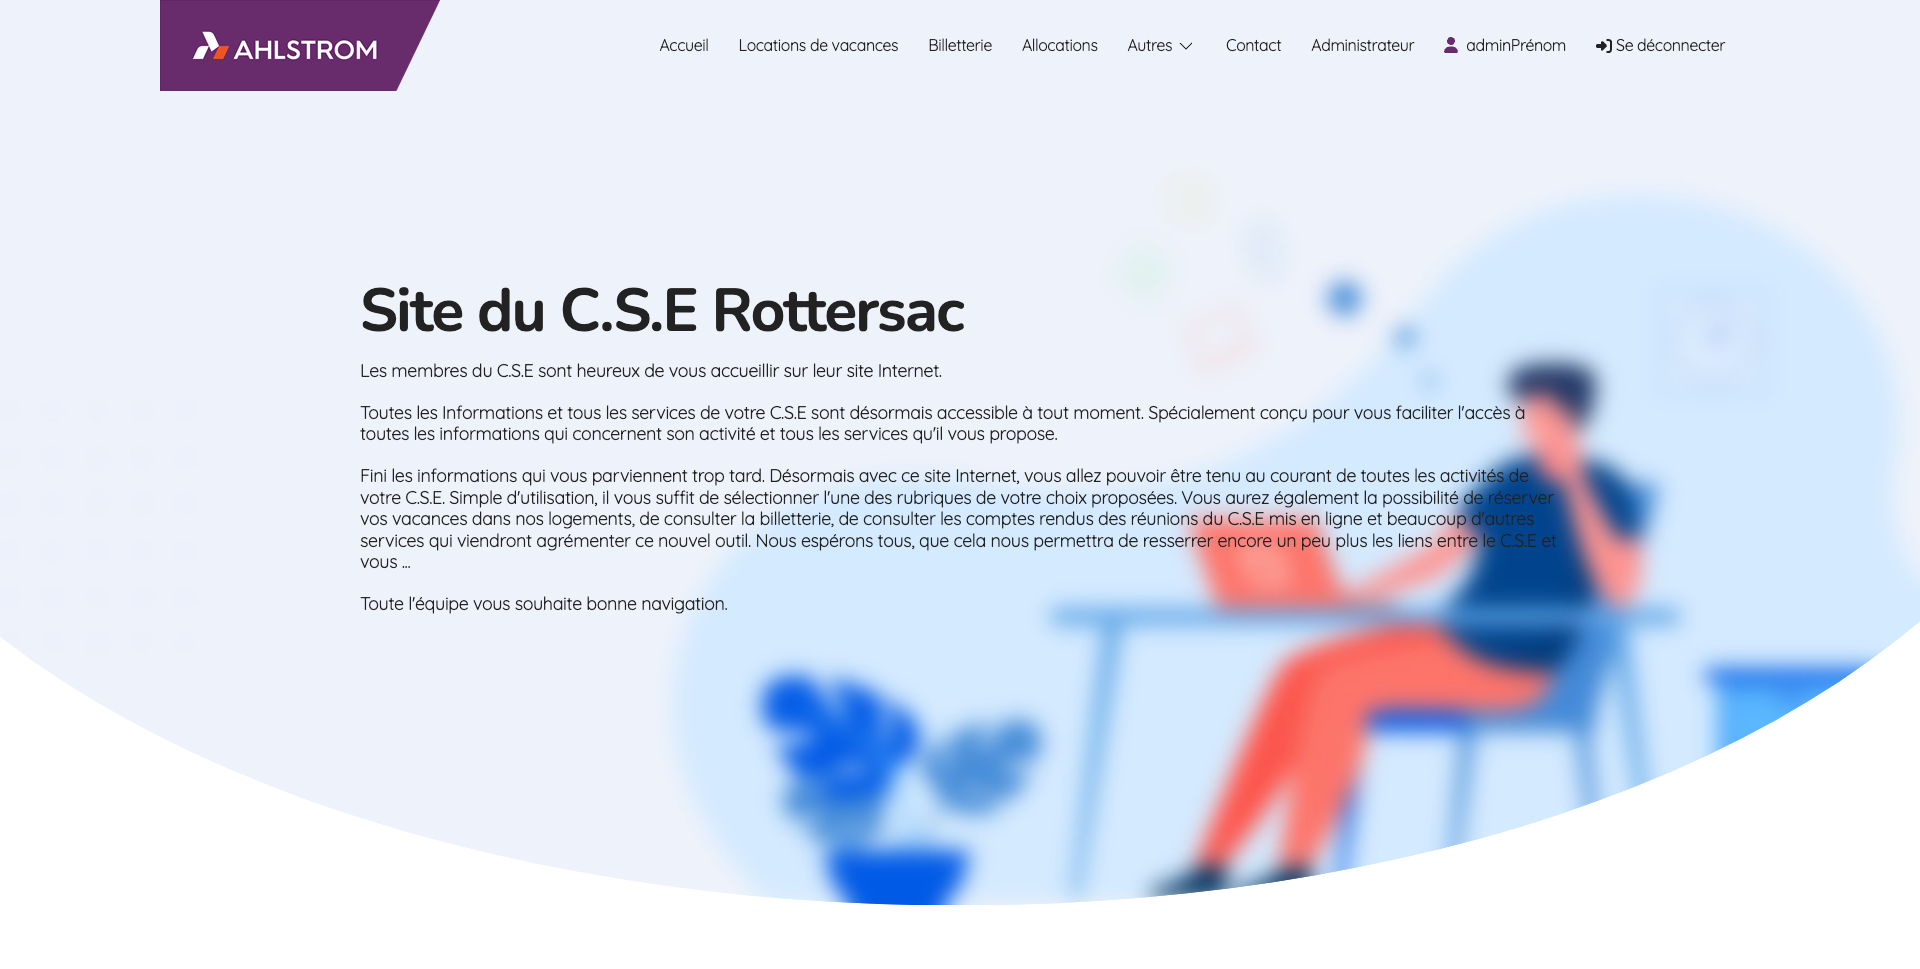 AHLSTROM
Accueil Locations de vacances Billetterie Allocations Autres Contact Administrateur adminPrénom Se déconnecter
Site du C.S.E Rottersac
Les membres du C.S.E sont heureux de vous accueillir sur leur site Internet.
Toutes les Informations et tous les services de votre C.S.E sont désormais accessible à tout moment. Spécialement conçu pour vous faciliter l'accès à
toutes les informations qui concernent son activité et tous les services qu'il vous propose.
Fini les informations qui vous parviennent trop tard. Désormais avec ce site Internet, vous allez pouvoir être tenu au courant de toutes les activités de
votre C.S.E. Simple d'utilisation, il vous suffit de sélectionner l'une des rubriques de votre choix proposées. Vous aurez également la possibilité de réserver
vos vacances dans nos logements, de consulter la billetterie, de consulter les comptes rendus des réunions du C.S.E mis en ligne et beaucoup d'autres
services qui viendront agrémenter ce nouvel outil. Nous espérons tous, que cela nous permettra de resserrer encore un peu plus les liens entre le C.S.E et
vous ...
Toute l'équipe vous souhaite bonne navigation.